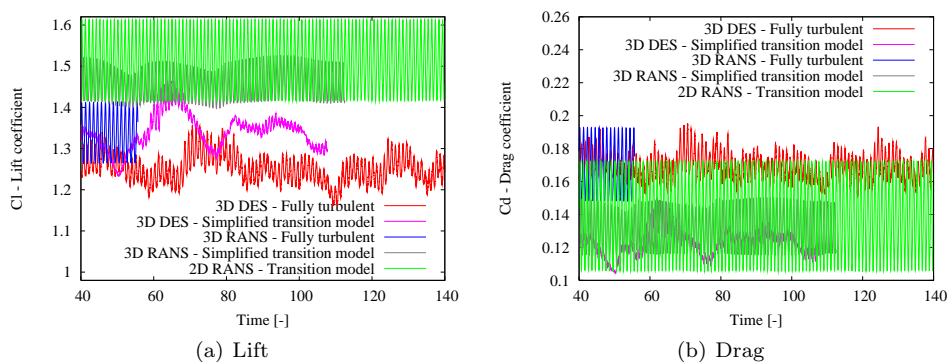 1.6
1.5
1.4
1.3
1.2
1.1
1
Cl - Lift coefficient
3D DES - Fully turbulent
3D DES - Simplified transition model
3D RANS - Fully turbulent
3D RANS - Simplified transition model
2D RANS - Transition model
40 60 80 100 120 140
Time [-]
(a) Lift
0.26
0.24
0.22
0.2
0.18
0.16
0.14
0.12
0.1
Cd - Drag coefficient
3D DES - Fully turbulent
3D DES - Simplified transition model
3D RANS - Fully turbulent
3D RANS - Simplified transition model
2D RANS - Transition model
40 60 80 100 120 140
Time [-]
(b) Drag